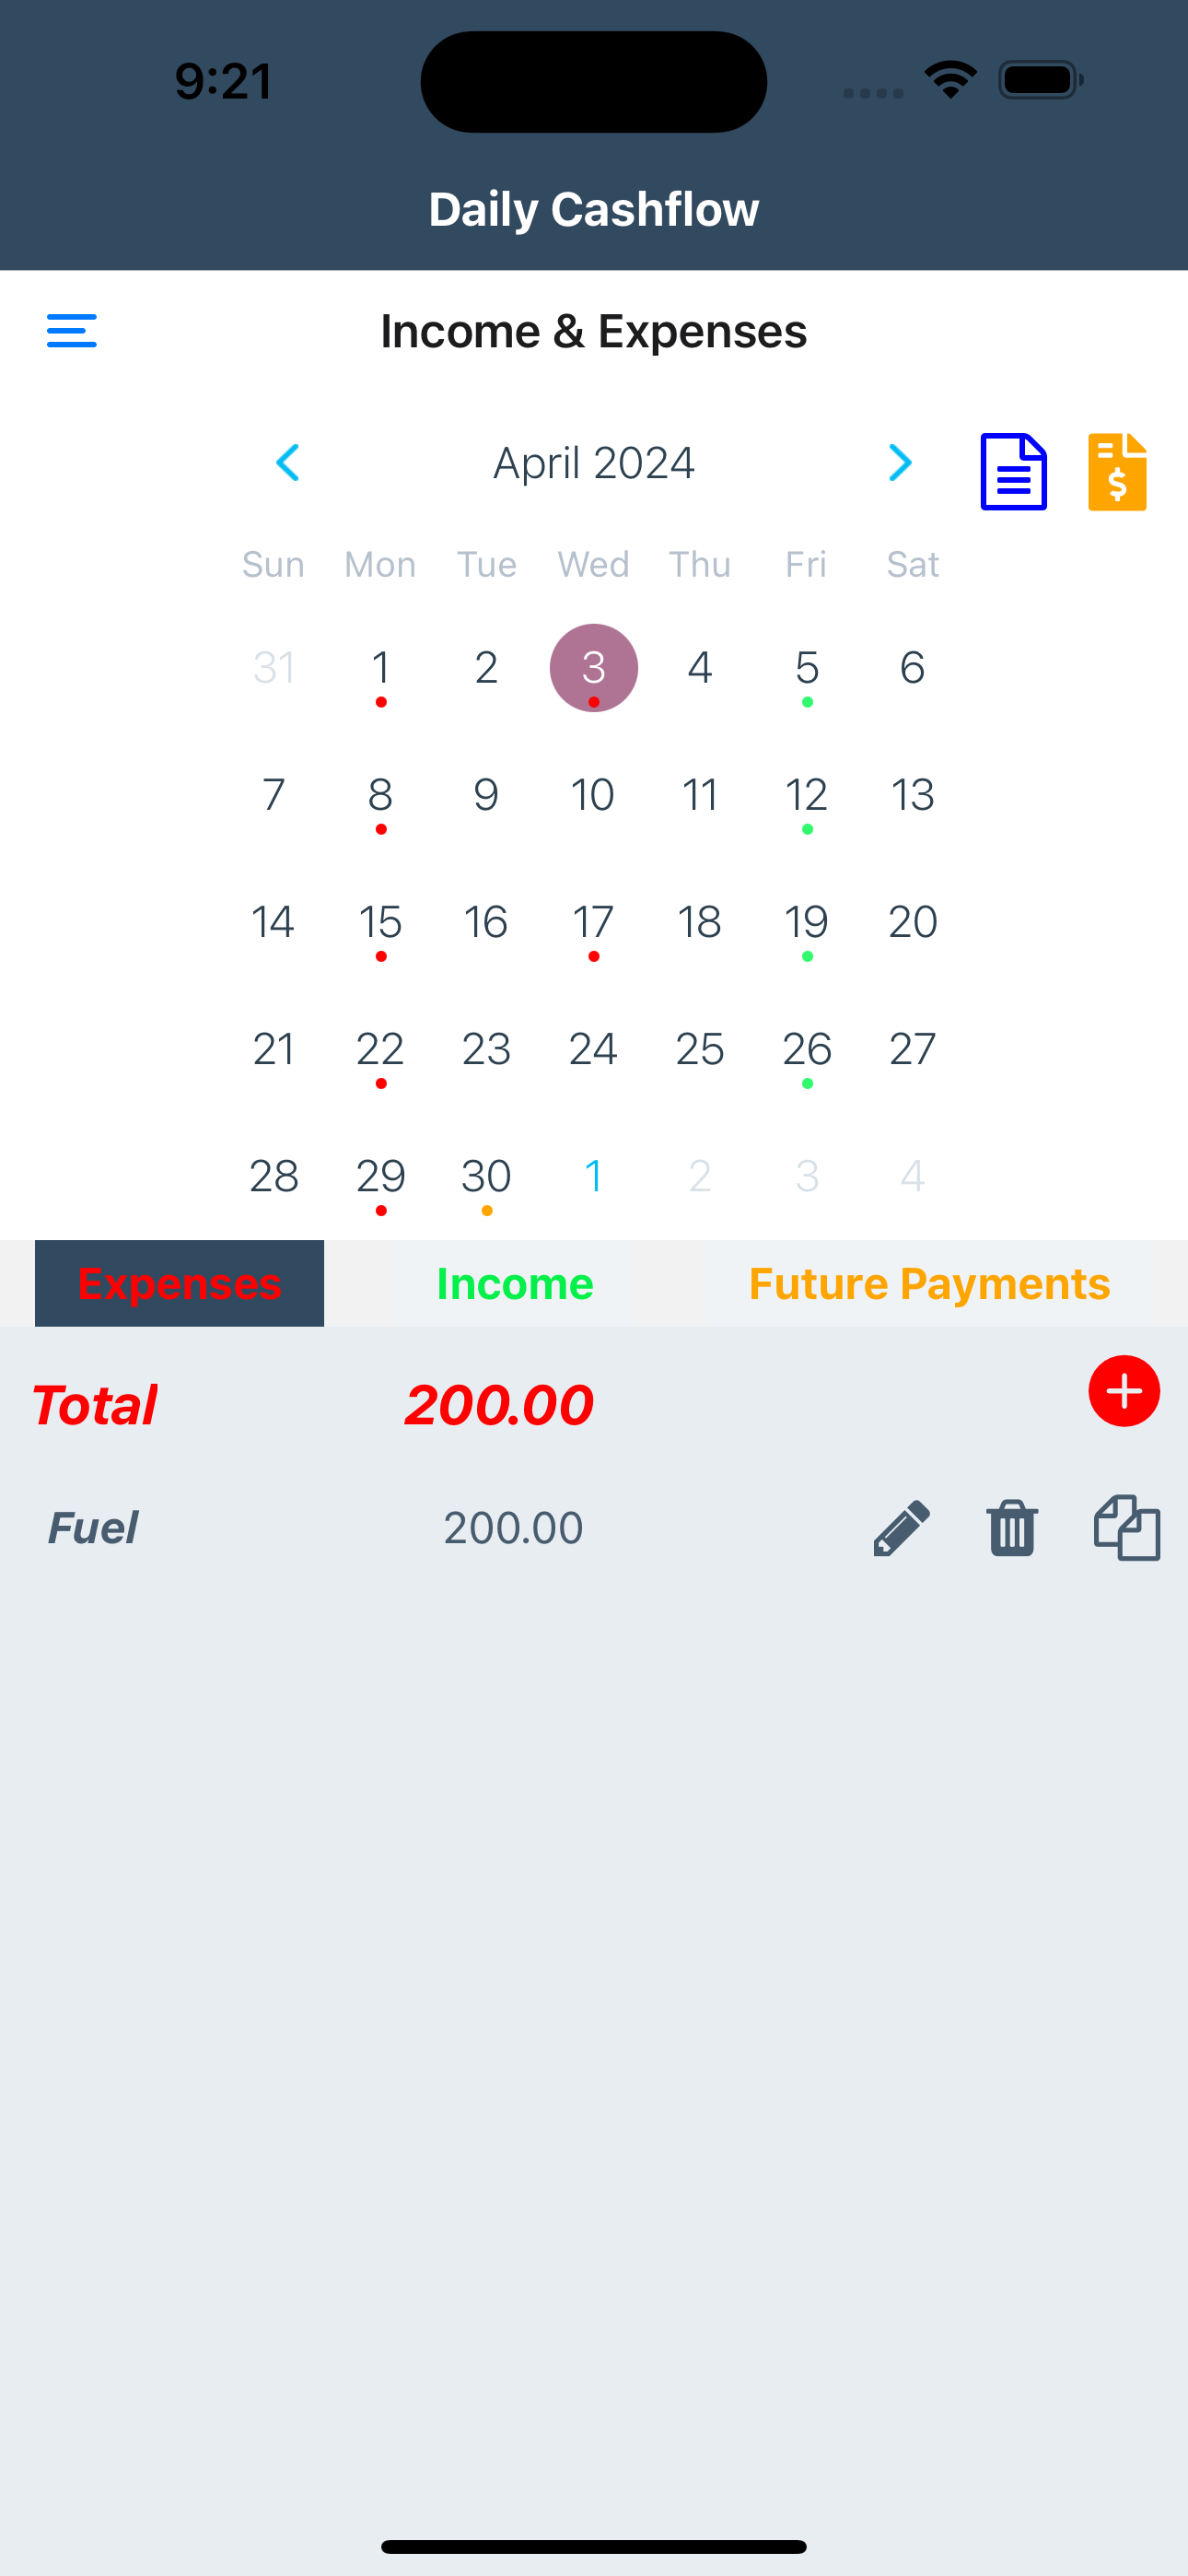 9:21
Daily Cashflow
Income & Expenses
April 2024
Sun Mon Tue Wed Thu Fri Sat
31 1 2 3 4 5 6
7 8 9 10 11 12 13
14 15 16 17 18 19 20
21 22 23 24 25 26 27
28 29 30 1 2 3 4
Expenses Income Future Payments
Total 200.00
Fuel 200.00